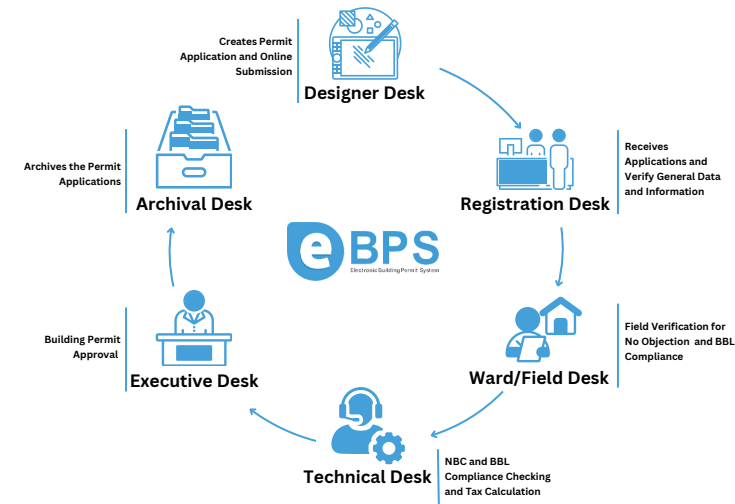 Creates Permit
Application and Online
Submission
Designer Desk
Receives
Applications and
Verify General Data
and Information
Registration Desk
Field Verification for
No Objection and BBL
Compliance
Ward/Field Desk
NBC and BBL
Compliance Checking
and Tax Calculation
Technical Desk
Building Permit
Approval
Executive Desk
Archives the Permit
Applications
Archival Desk
eBPS
Electronic Building Permit System